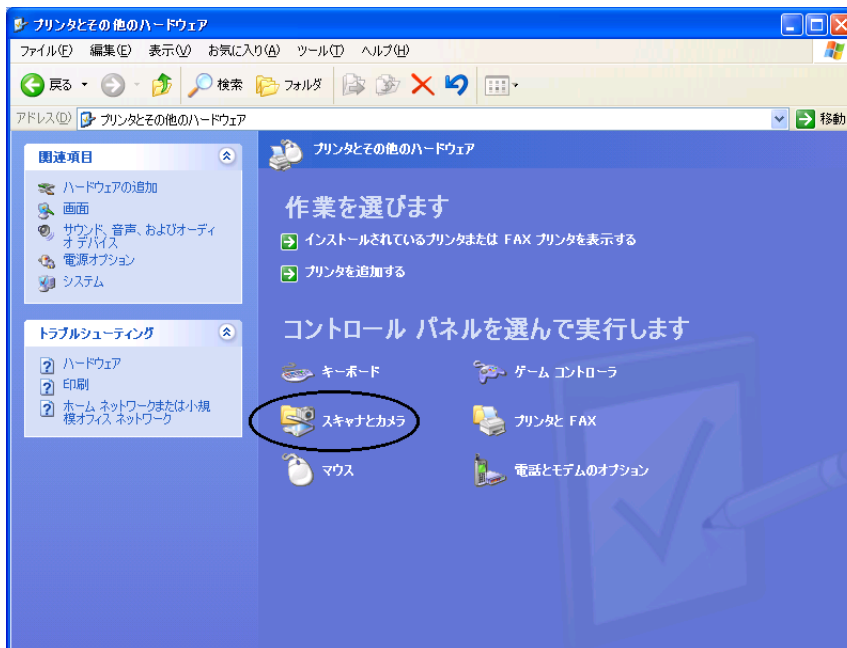 プリンタとその他のハードウェア
ファイル(F) 編集(E) 表示(V) お気に入り(A) ツール(T) ヘルプ(H)
戻る 検索 フォルダ
アドレス(D) プリンタとその他のハードウェア 移動
関連項目
ハードウェアの追加
画面
サウンド、音声、およびオーディ
オ デバイス
電源オプション
システム
トラブルシューティング
ハードウェア
印刷
ホーム ネットワークまたは小規
模オフィス ネットワーク
プリンタとその他のハードウェア
作業を選びます
インストールされているプリンタまたは FAX プリンタを表示する
プリンタを追加する
コントロール パネルを選んで実行します
キーボード ゲーム コントローラ
スキャナとカメラ プリンタと FAX
マウス 電話とモデムのオプション